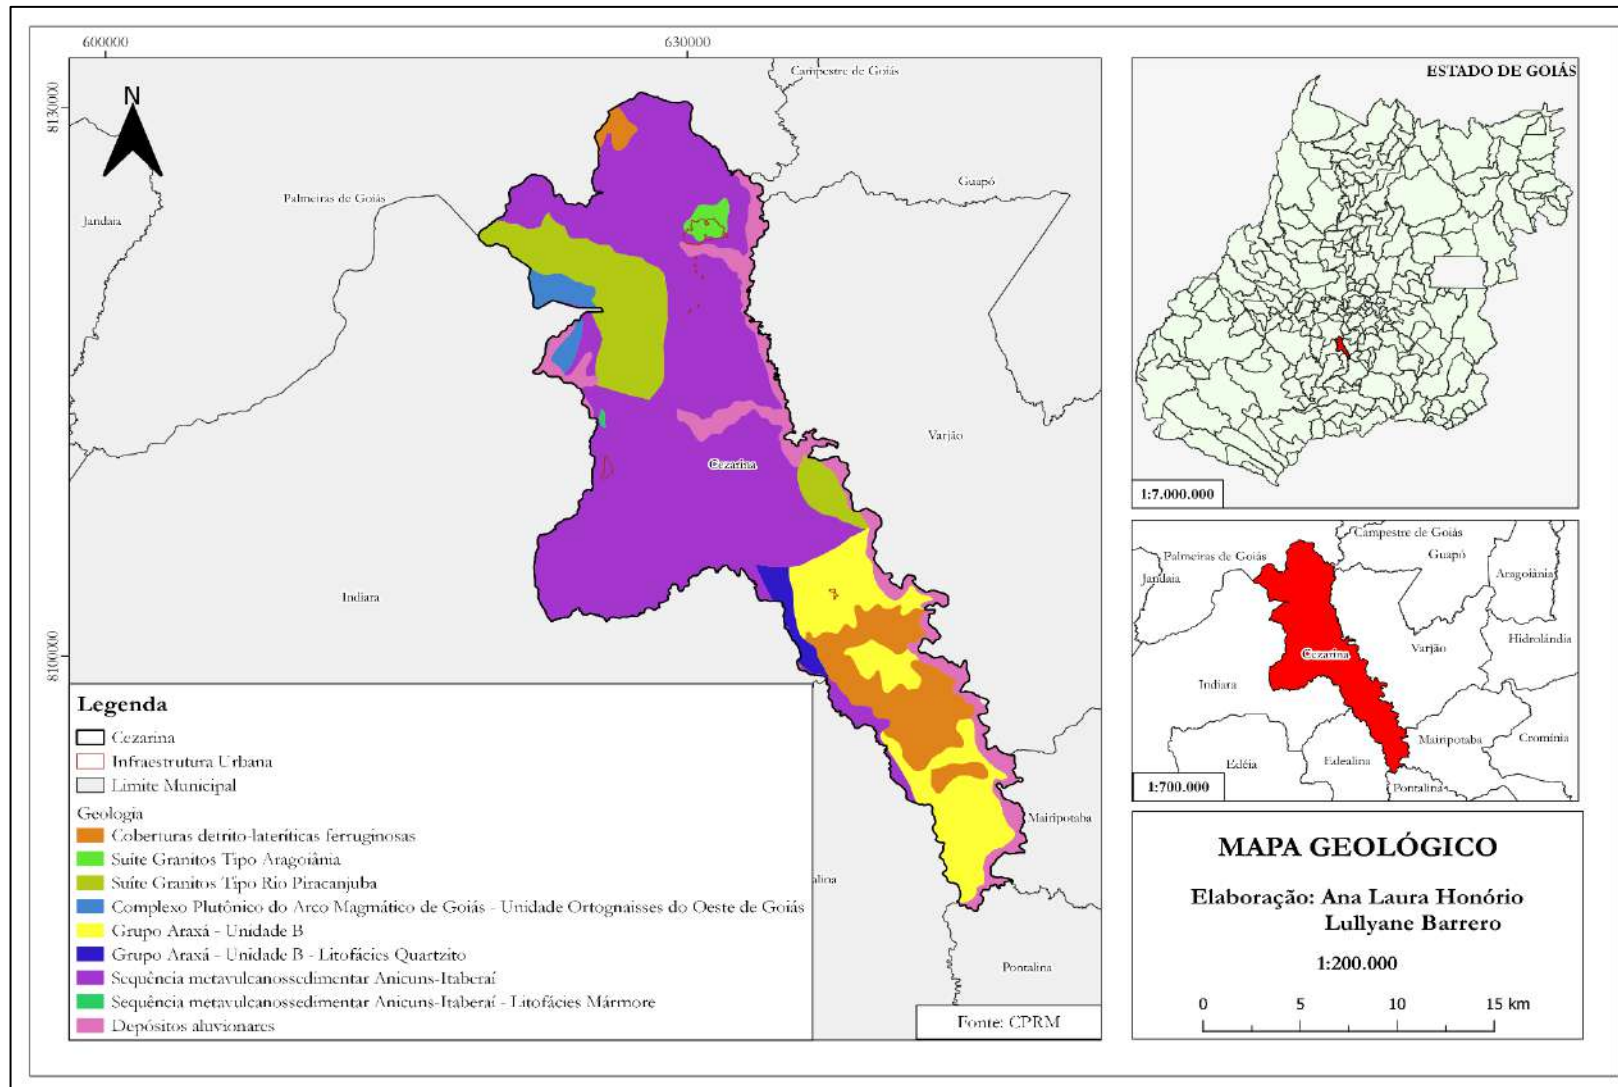 600000
630000
8130000
8100000
N
Campestre de Goiás
Guapó
Palmeiras de Goiás
Jandaia
Varjão
Cezarina
Indiara
Mairipotaba
alina
Pontalina
Legenda
Cezarina
Infraestrutura Urbana
Limite Municipal
Geologia
Coberturas detrito-lateríticas ferruginosas
Suíte Granitos Tipo Aragoiânia
Suíte Granitos Tipo Rio Piracanjuba
Complexo Plutônico do Arco Magmático de Goiás - Unidade Ortognaisses do Oeste de Goiás
Grupo Araxá - Unidade B
Grupo Araxá - Unidade B - Litofácies Quartzito
Sequência metavulcanossedimentar Anicuns-Itaberaí
Sequência metavulcanossedimentar Anicuns-Itaberaí - Litofácies Mármore
Depósitos aluvionares
Fonte: CPRM
ESTADO DE GOIÁS
1:7.000.000
Campestre de Goiás
Palmeiras de Goiás
Guapó
Jandaia
Aragoiânia
Hidrolândia
Cezarina
Varjão
Indiara
Mairipotaba
Cromínia
Edéia
Edealina
Pontalina
1:700.000
MAPA GEOLÓGICO
Elaboração: Ana Laura Honório
Lullyane Barrero
1:200.000
0 5 10 15 km